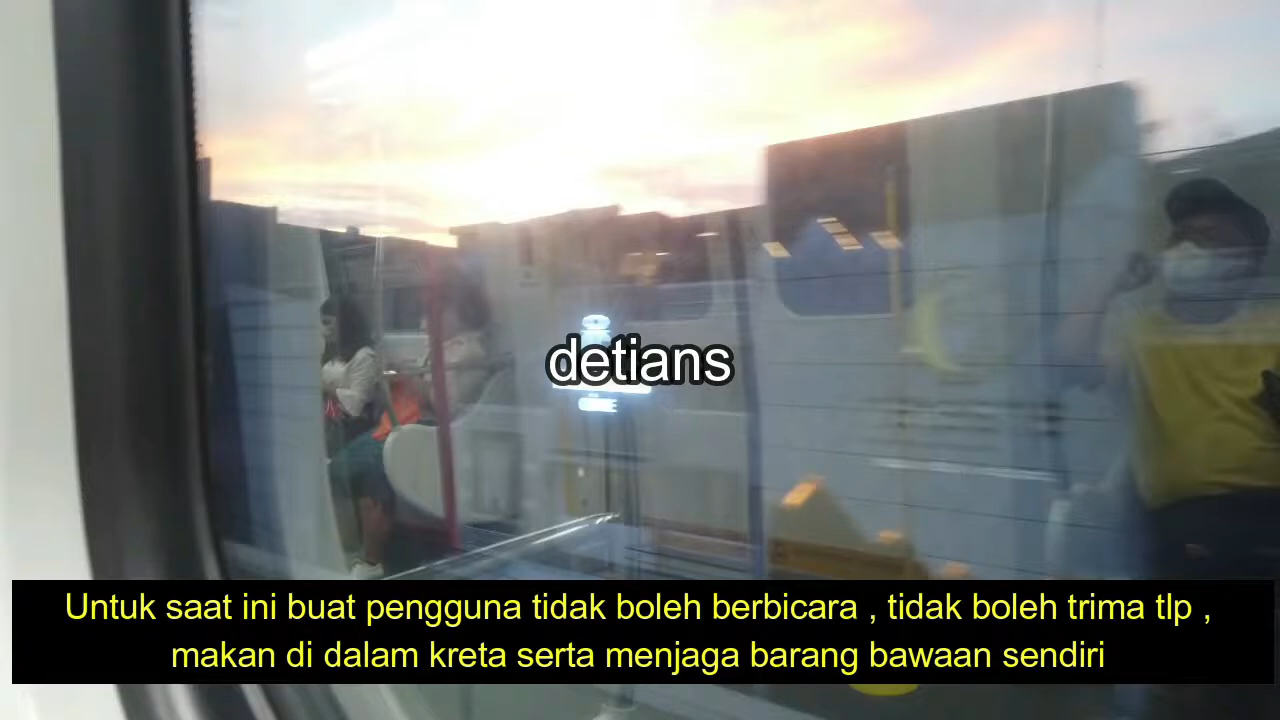 detians
Untuk saat ini buat pengguna tidak boleh berbicara , tidak boleh trima tlp ,
makan di dalam kreta serta menjaga barang bawaan sendiri